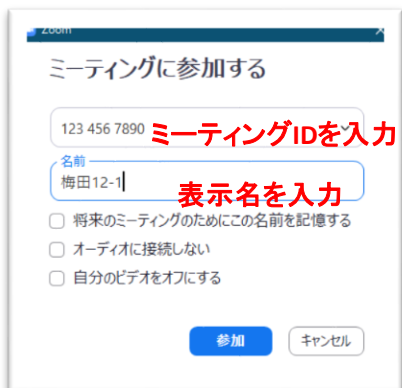 Zoom
ミーティングに参加する
123 456 7890 ミーティングIDを入力
名前
梅田12-1
表示名を入力
将来のミーティングのためにこの名前を記憶する
オーディオに接続しない
自分のビデオをオフにする
参加 キャンセル